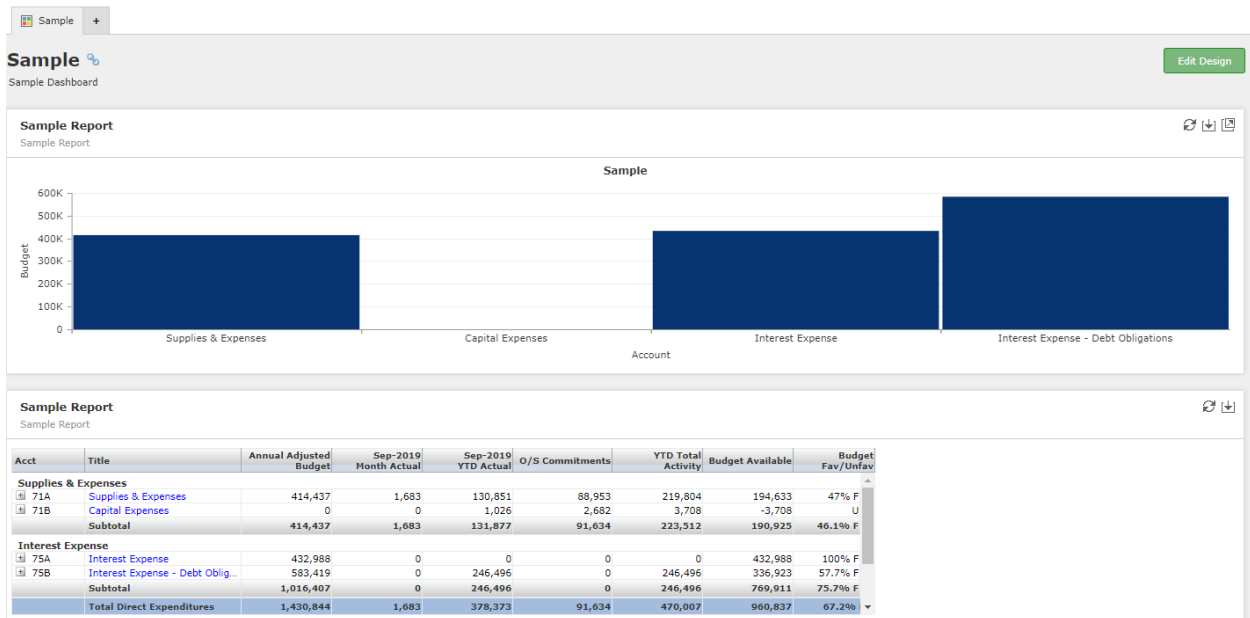 Sample +
Sample
Edit Design
Sample Dashboard
Sample Report
Sample Report
Sample
600K
500K
400K
300K
200K
100K
0
Budget
Supplies & Expenses Capital Expenses Interest Expense Interest Expense - Debt Obligations
Account
Sample Report
Sample Report
Acct Title Annual Adjusted Budget Sep-2019 Month Actual Sep-2019 YTD Actual O/S Commitments YTD Total Activity Budget Available Budget Fav/Unfav
Supplies & Expenses
71A Supplies & Expenses 414,437 1,683 130,851 88,953 219,804 194,633 47% F
71B Capital Expenses 0 0 1,026 2,682 3,708 -3,708 U
Subtotal 414,437 1,683 131,877 91,634 223,512 190,925 46.1% F
Interest Expense
75A Interest Expense 432,988 0 0 0 0 432,988 100% F
75B Interest Expense - Debt Oblig... 583,419 0 246,496 0 246,496 336,923 57.7% F
Subtotal 1,016,407 0 246,496 0 246,496 769,911 75.7% F
Total Direct Expenditures 1,430,844 1,683 378,373 91,634 470,007 960,837 67.2%